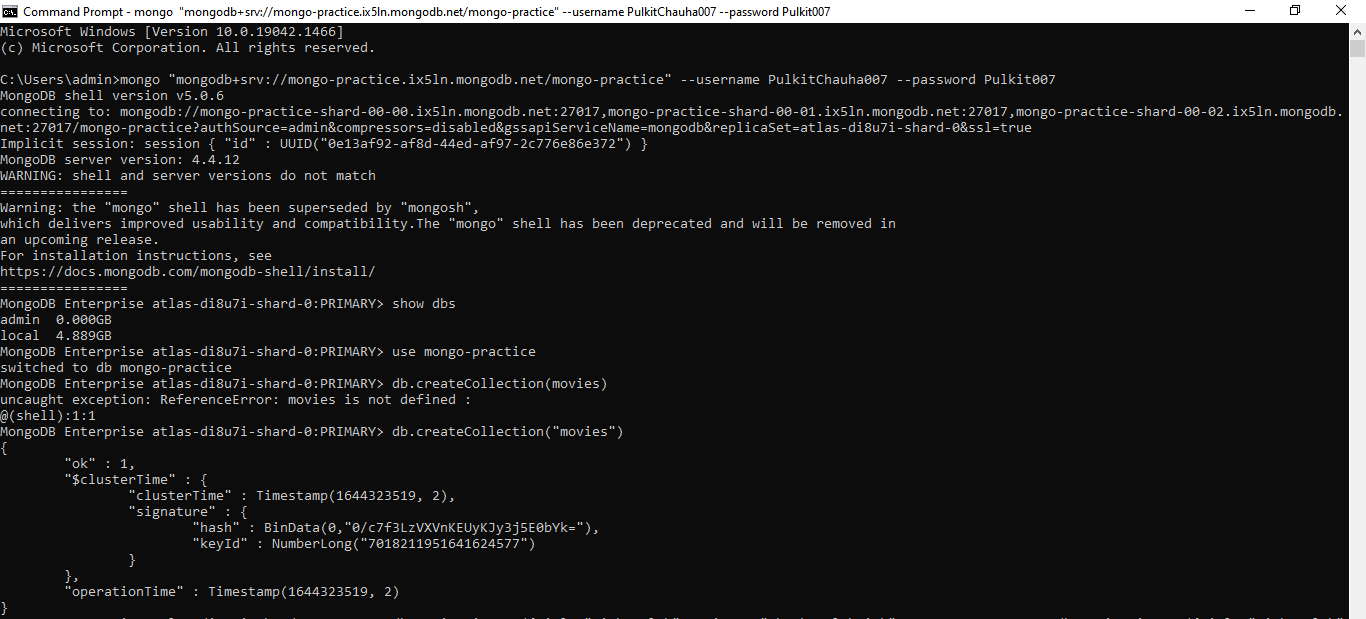 Command Prompt - mongo "mongodb+srv://mongo-practice.ix5ln.mongodb.net/mongo-practice" --username PulkitChauha007 --password Pulkit007
Microsoft Windows [Version 10.0.19042.1466]
(c) Microsoft Corporation. All rights reserved.
C:\Users\admin>mongo "mongodb+srv://mongo-practice.ix5ln.mongodb.net/mongo-practice" --username PulkitChauha007 --password Pulkit007
MongoDB shell version v5.0.6
connecting to: mongodb://mongo-practice-shard-00-00.ix5ln.mongodb.net:27017,mongo-practice-shard-00-01.ix5ln.mongodb.net:27017,mongo-practice-shard-00-02.ix5ln.mongodb.
net:27017/mongo-practice?authSource=admin&compressors=disabled&gssapiServiceName=mongodb&replicaSet=atlas-di8u7i-shard-0&ssl=true
Implicit session: session { "id" : UUID("0e13af92-af8d-44ed-af97-2c776e86e372") }
MongoDB server version: 4.4.12
WARNING: shell and server versions do not match
================
Warning: the "mongo" shell has been superseded by "mongosh",
which delivers improved usability and compatibility.The "mongo" shell has been deprecated and will be removed in
an upcoming release.
For installation instructions, see
https://docs.mongodb.com/mongodb-shell/install/
================
MongoDB Enterprise atlas-di8u7i-shard-0:PRIMARY> show dbs
admin  0.000GB
local  4.889GB
MongoDB Enterprise atlas-di8u7i-shard-0:PRIMARY> use mongo-practice
switched to db mongo-practice
MongoDB Enterprise atlas-di8u7i-shard-0:PRIMARY> db.createCollection(movies)
uncaught exception: ReferenceError: movies is not defined :
@(shell):1:1
MongoDB Enterprise atlas-di8u7i-shard-0:PRIMARY> db.createCollection("movies")
{
"ok" : 1,
"$clusterTime" : {
"clusterTime" : Timestamp(1644323519, 2),
"signature" : {
"hash" : BinData(0,"0/c7f3LzVXVnKEUyKJy3j5E0bYk="),
"keyId" : NumberLong("7018211951641624577")
}
},
"operationTime" : Timestamp(1644323519, 2)
}